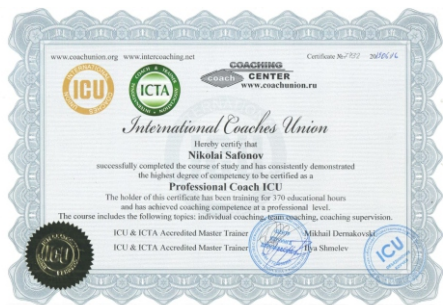 www.coachunion.org www.intercoaching.net
Certificate №
COACHING
coach CENTER
www.coachunion.ru
ICU
ICTA
COACH & TRAINER
International Coaches Union
Hereby certify that
Nikolai Safonov
successfully completed the course of study and has consistently demonstrated
the highest degree of competency to be certified as a
Professional Coach ICU
The holder of this certificate has been training for 370 educational hours
and has achieved coaching competence at a professional level.
The course includes the following topics: individual coaching, team coaching, coaching supervision.
ICU & ICTA Accredited Master Trainer Mikhail Dernakovski
ICU & ICTA Accredited Master Trainer Ilya Shmelev
ICU
ICU